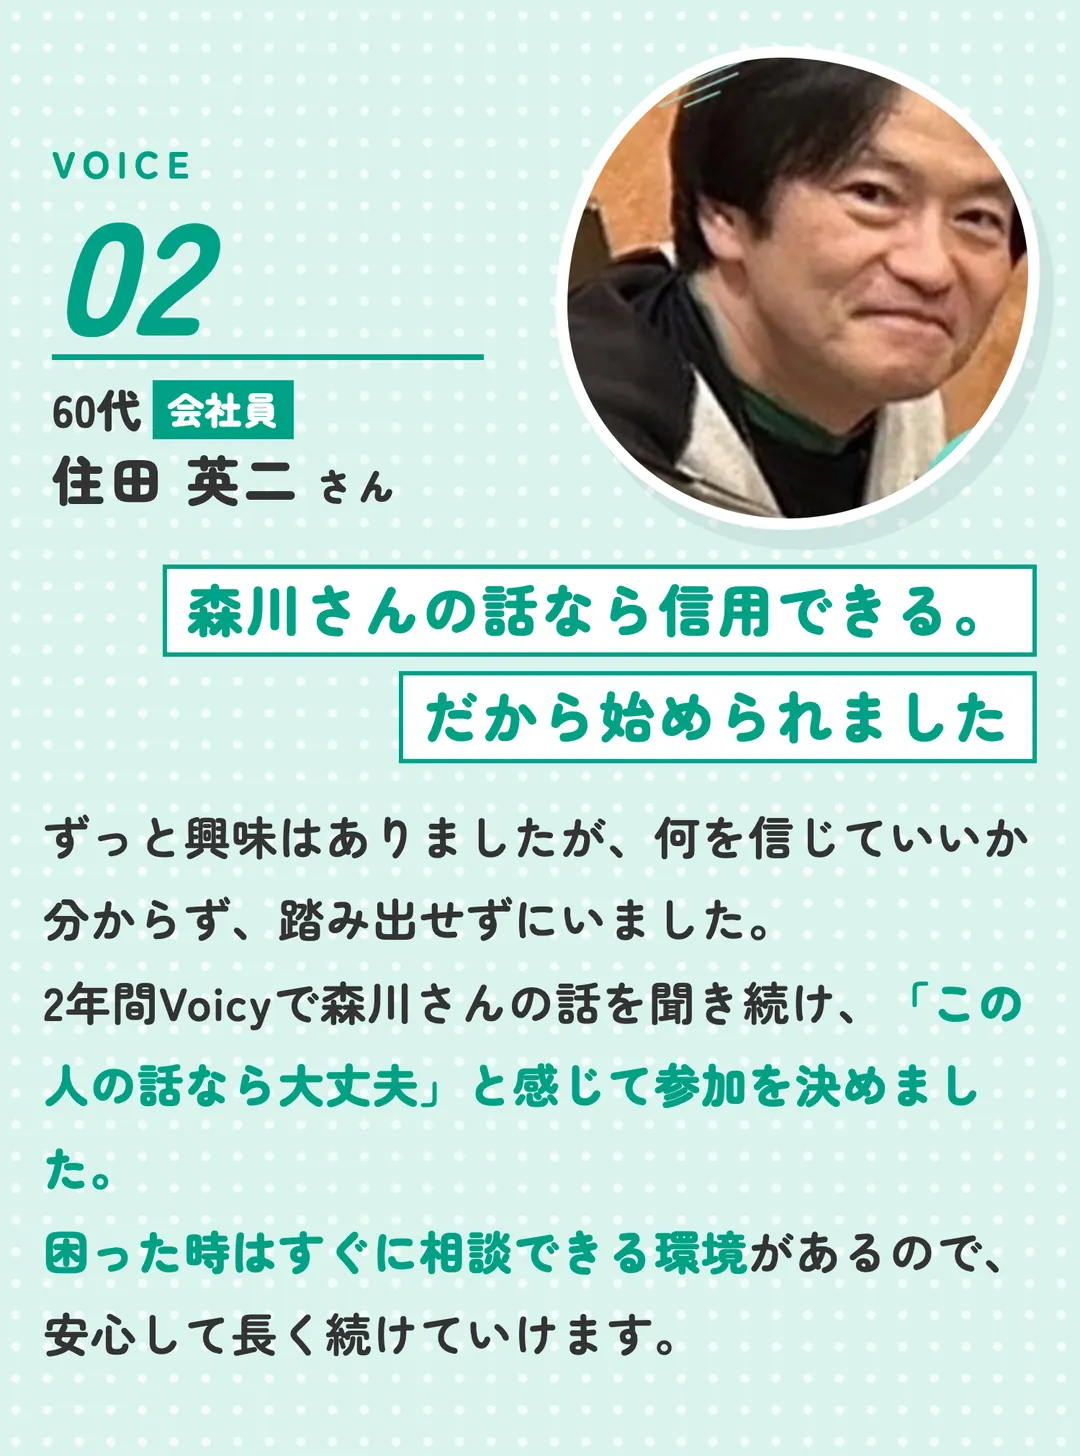 VOICE
02
60代 会社員
住田 英二 さん
森川さんの話なら信用できる。
だから始められました
ずっと興味はありましたが、何を信じていいか
分からず、踏み出せずにいました。
2年間Voicyで森川さんの話を聞き続け、「この
人の話なら大丈夫」と感じて参加を決めまし
た。
困った時はすぐに相談できる環境があるので、
安心して長く続けていけます。